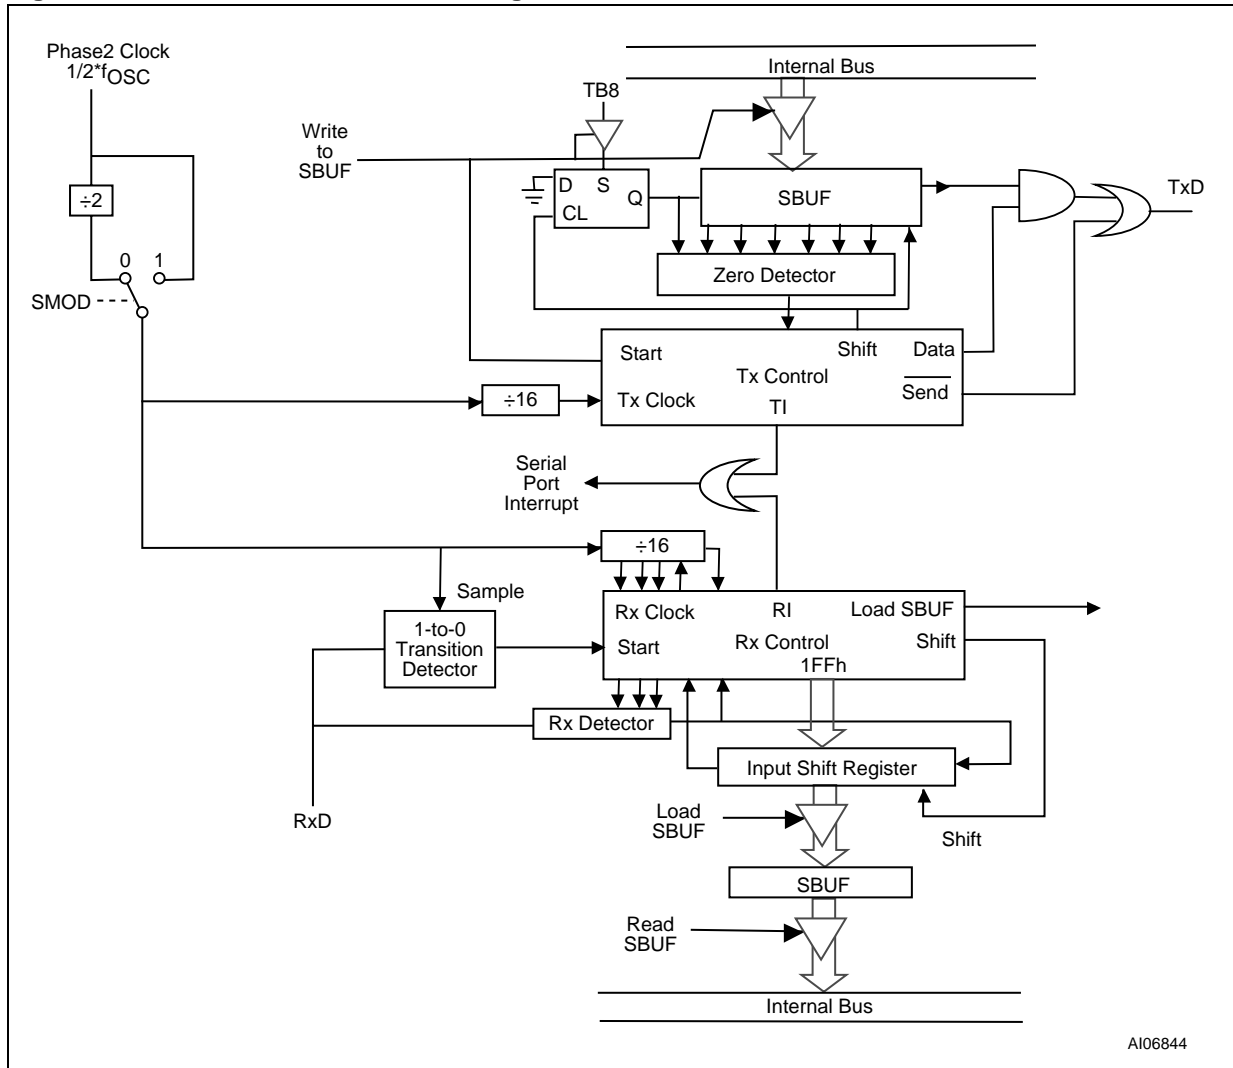 Phase2 Clock
1/2*fOSC
÷2
0 1
SMOD
Write
to
SBUF
TB8
Internal Bus
D S
Q
CL
SBUF
TxD
Zero Detector
Start
Shift
Data
Tx Control
Send
Tx Clock
TI
÷16
Serial
Port
Interrupt
÷16
Sample
1-to-0
Transition
Detector
Rx Clock
RI
Load SBUF
Start
Rx Control
Shift
1FFh
Rx Detector
Input Shift Register
RxD
Load
SBUF
Shift
SBUF
Read
SBUF
Internal Bus
AI06844